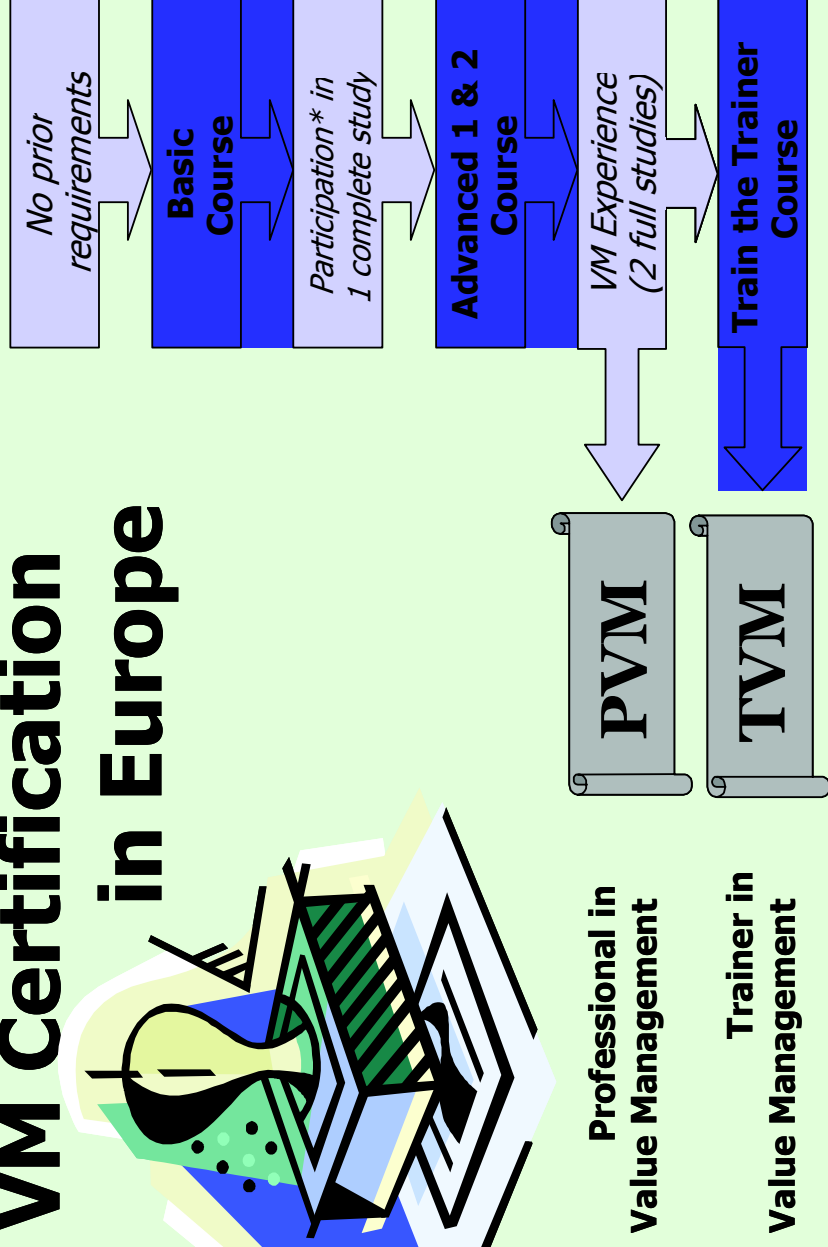 VM Certification
in Europe
No prior
requirements
Basic
Course
Participation* in
1 complete study
Advanced 1 & 2
Course
VM Experience
(2 full studies)
Train the Trainer
Course
Professional in
Value Management
PVM
Trainer in
Value Management
TVM